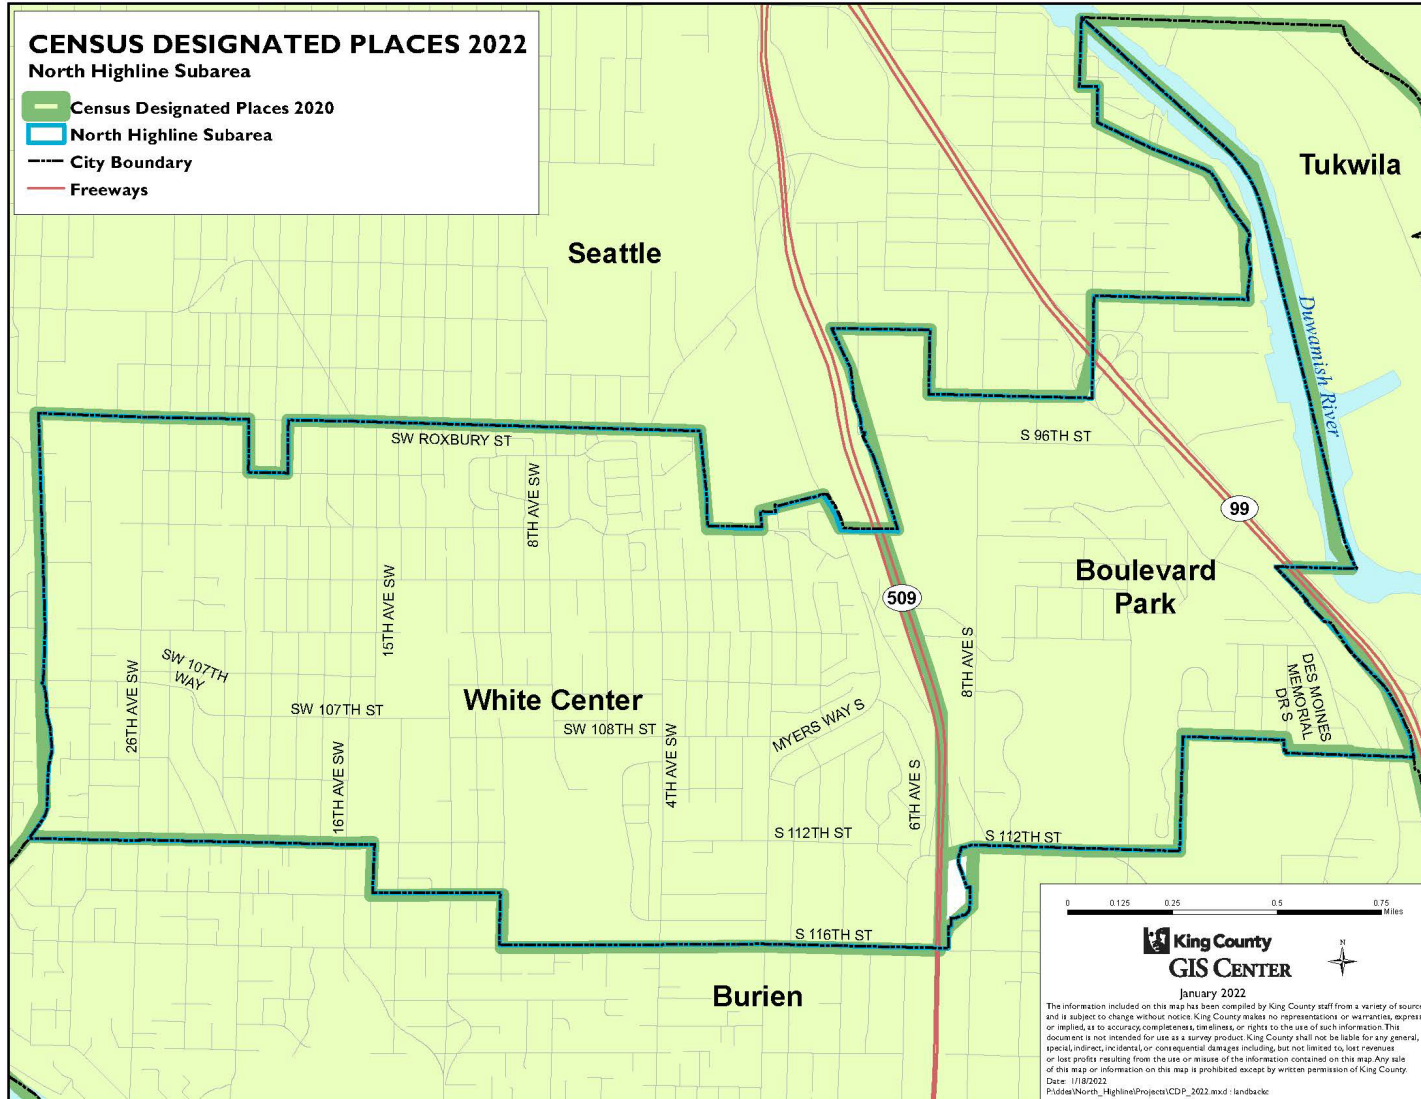 CENSUS DESIGNATED PLACES 2022
North Highline Subarea
Census Designated Places 2020
North Highline Subarea
City Boundary
Freeways
Tukwila
Seattle
Duwamish River
SW ROXBURY ST
S 96TH ST
8TH AVE SW
99
Boulevard
Park
509
15TH AVE SW
8TH AVE S
SW 107TH
WAY
26TH AVE SW
White Center
SW 107TH ST
SW 108TH ST
MYERS WAY S
DES MOINES
MEMORIAL
DR S
16TH AVE SW
4TH AVE SW
6TH AVE S
S 112TH ST
S 112TH ST
S 116TH ST
Burien
0 0.125 0.25 0.5 0.75
Miles
King County
GIS CENTER
N
January 2022
The information included on this map has been compiled by King County staff from a variety of source
and is subject to change without notice. King County makes no representations or warranties, express
or implied, as to accuracy, completeness, timeliness, or rights to the use of such information. This
document is not intended for use as a survey product. King County shall not be liable for any general,
special, indirect, incidental, or consequential damages including, but not limited to, lost revenues
or lost profits resulting from the use or misuse of the information contained on this map. Any sale
of this map or information on this map is prohibited except by written permission of King County.
Date: 1/18/2022
P:\ddes\North_Highline\Projects\CDP_2022.mxd : landbackc